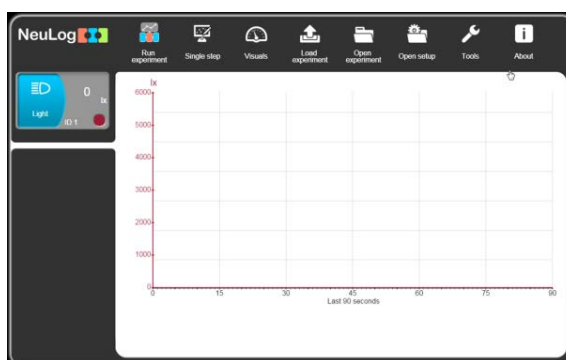 NeuLog
Run experiment
Single step
Visuals
Load experiment
Open experiment
Open setup
Tools
i
About
Light
0
lx
ID 1
lx
6000
5000
4000
3000
2000
1000
0
0 15 30 45 60 75 90
Last 90 seconds